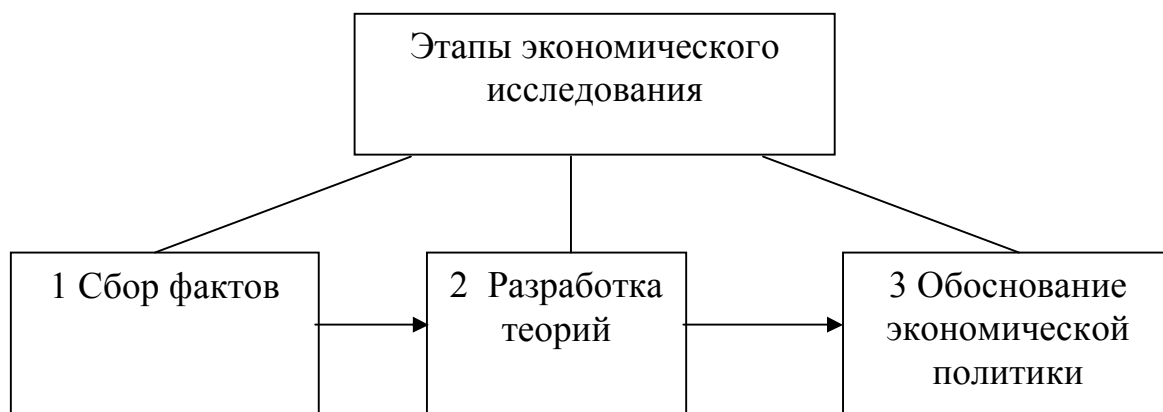 Этапы экономического
исследования
1 Сбор фактов
2 Разработка
теорий
3 Обоснование
экономической
политики